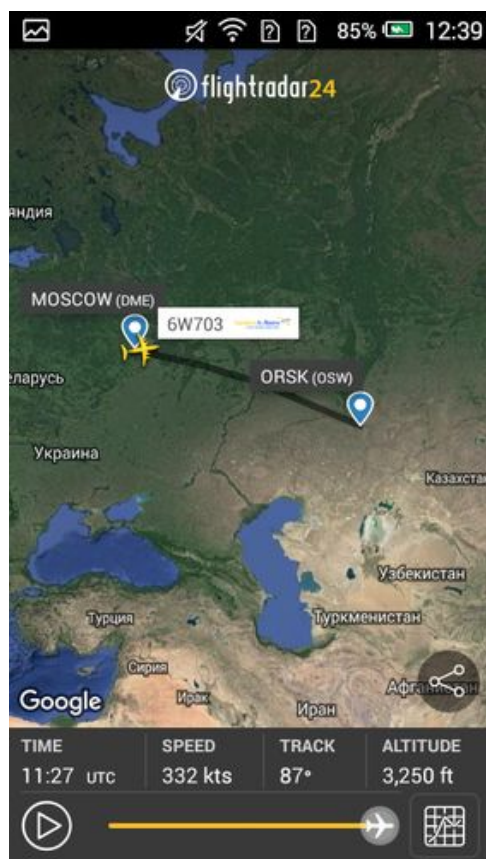 85% 12:39
flightradar24
яндия
MOSCOW (DME)
6W703
ларусь
ORSK (OSW)
Украина
Казахста
Узбекистан
Турция
Туркменистан
Сирия
Афганистан
Google
Ирак
Иран
TIME SPEED TRACK ALTITUDE
11:27 UTC 332 kts 87° 3,250 ft